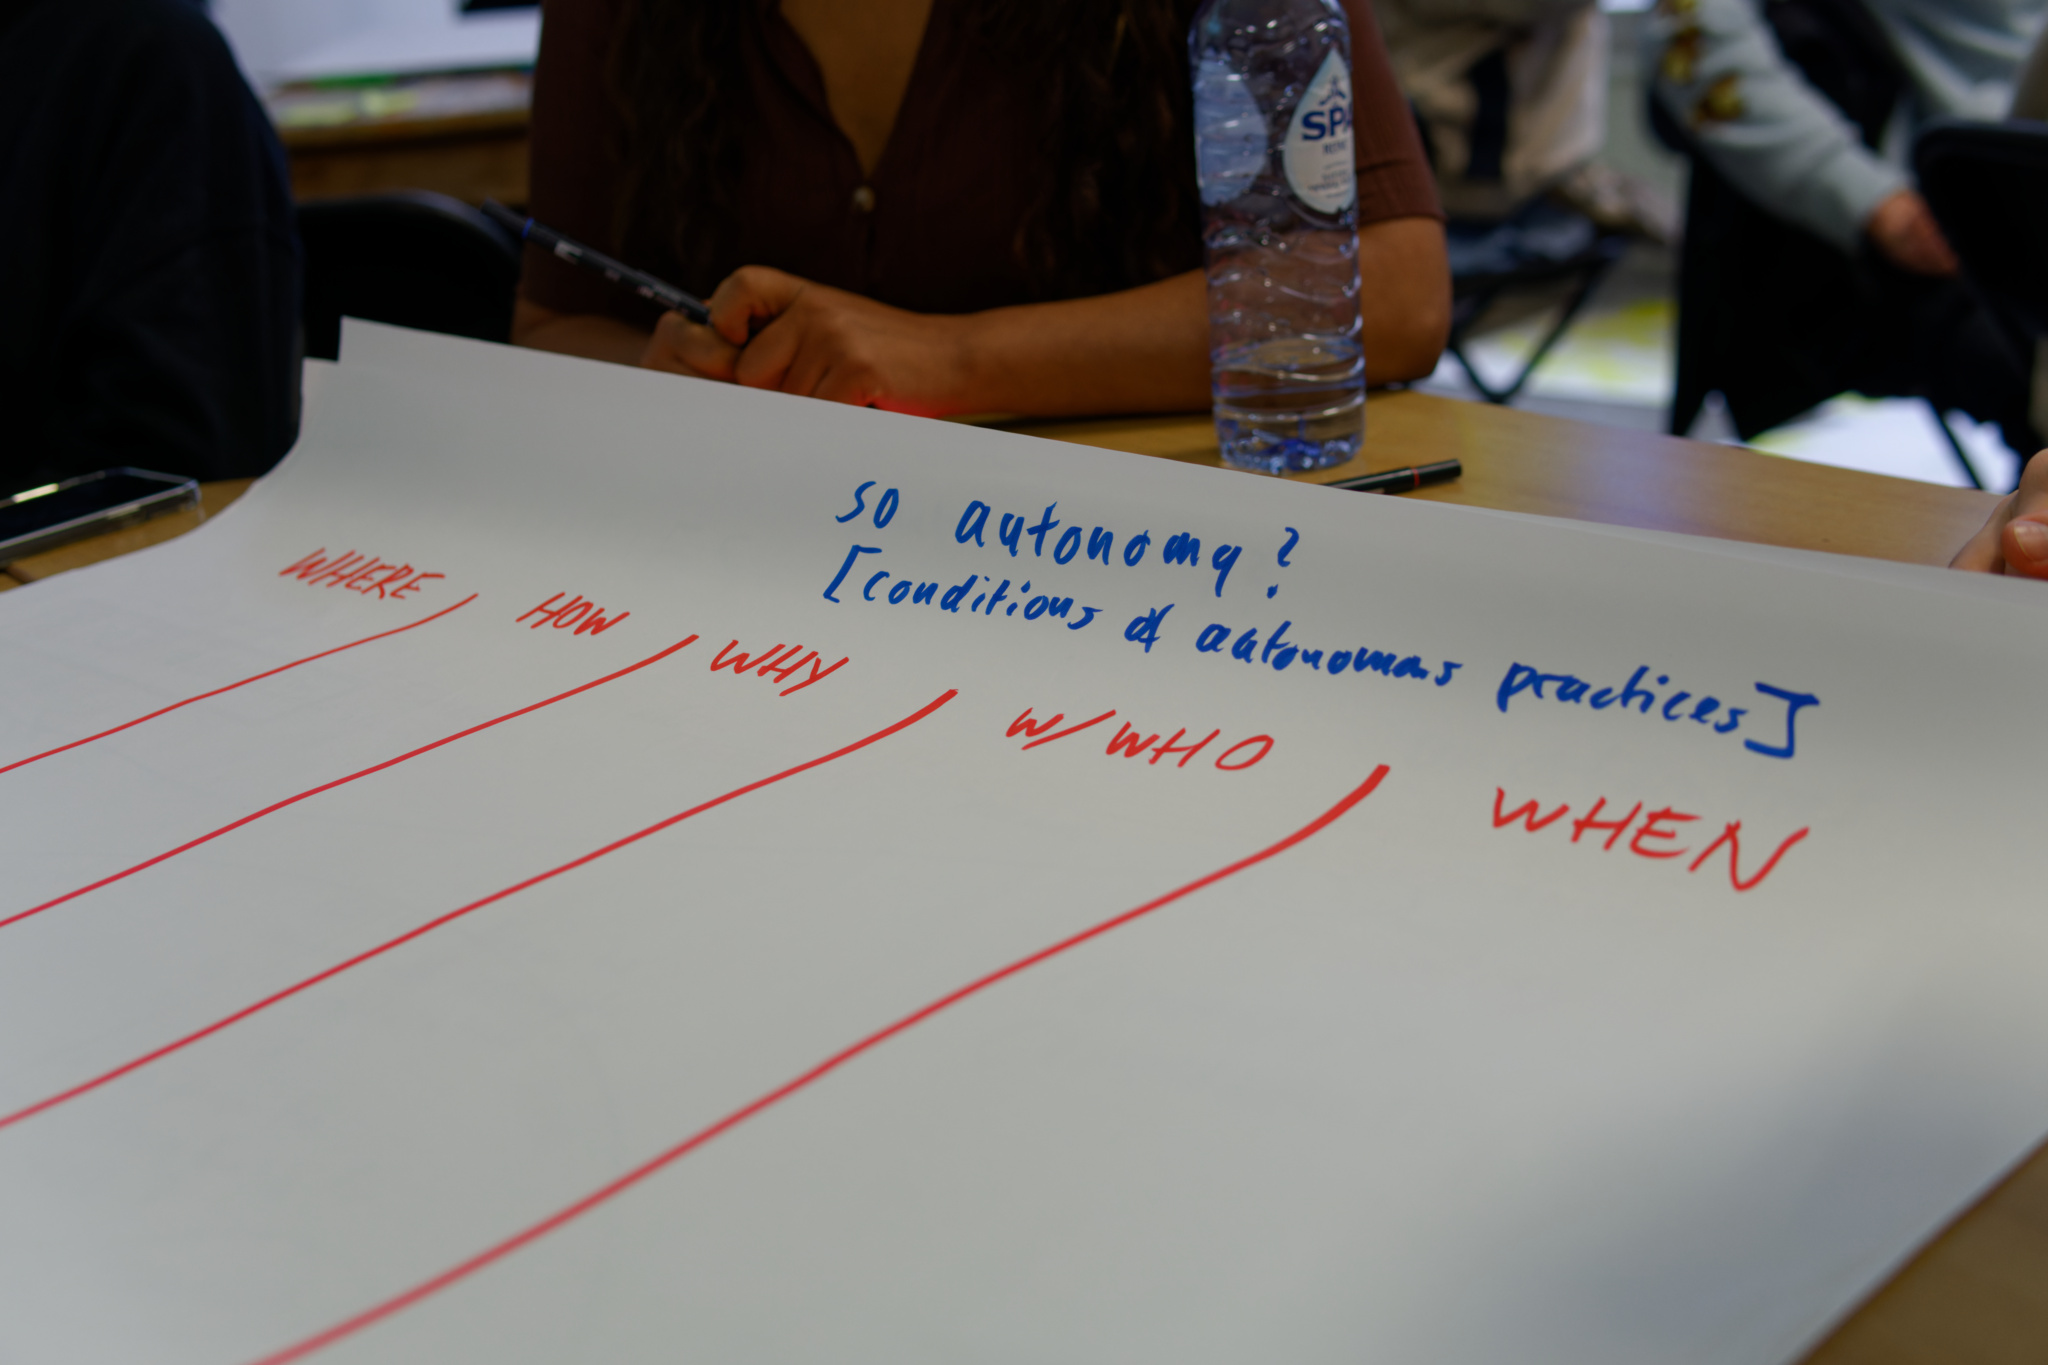 so autonomy?
[conditions of autonomous practices]
WHERE
HOW
WHY
W/WHO
WHEN
SPA